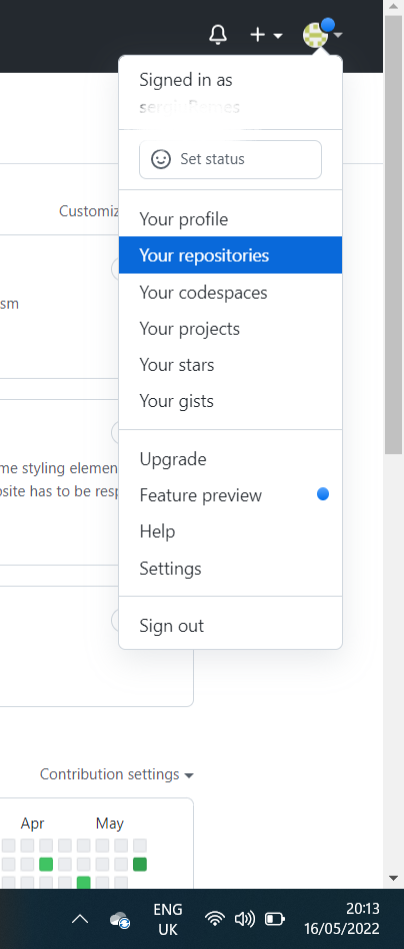 Signed in as
Set status
Your profile
Customiz
Your repositories
Your codespaces
sm
Your projects
Your stars
Your gists
Upgrade
me styling elemen
Feature preview
site has to be resp
Help
Settings
Sign out
Contribution settings
Apr May
ENG
UK
20:13
16/05/2022